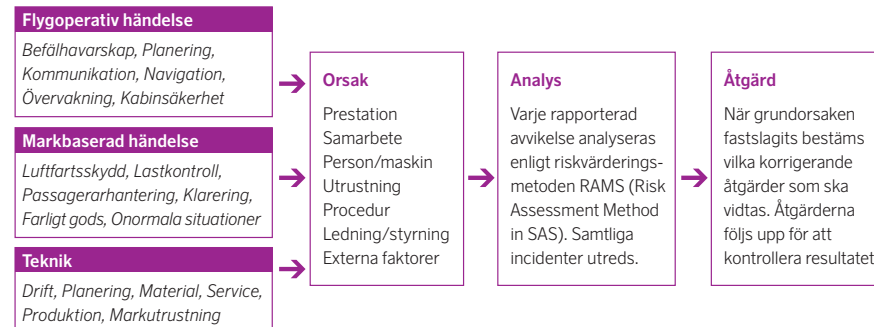 Flygoperativ händelse
Befälhavarskap, Planering,
Kommunikation, Navigation,
Övervakning, Kabinsäkerhet
Markbaserad händelse
Luftfartsskydd, Lastkontroll,
Passagerarhantering, Klarering,
Farligt gods, Onormala situationer
Teknik
Drift, Planering, Material, Service,
Produktion, Markutrustning
Orsak
Prestation
Samarbete
Person/maskin
Utrustning
Procedur
Ledning/styrning
Externa faktorer
Analys
Varje rapporterad
avvikelse analyseras
enligt riskvärderings-
metoden RAMS (Risk
Assessment Method
in SAS). Samtliga
incidenter utreds.
Åtgärd
När grundorsaken
fastslagits bestäms
vilka korrigerande
åtgärder som ska
vidtas. Åtgärderna
följs upp för att
kontrollera resultatet